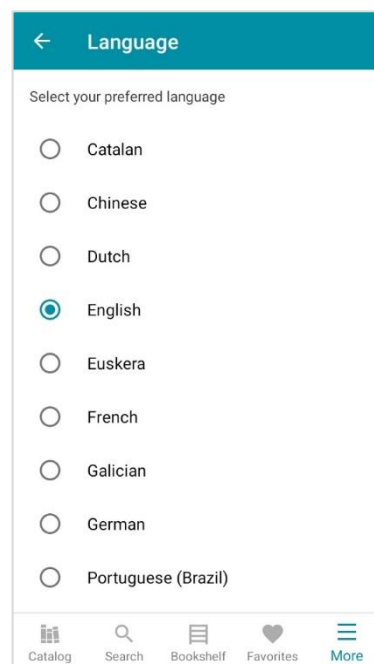 Language
Select your preferred language
Catalan
Chinese
Dutch
English
Euskera
French
Galician
German
Portuguese (Brazil)
Catalog Search Bookshelf Favorites More